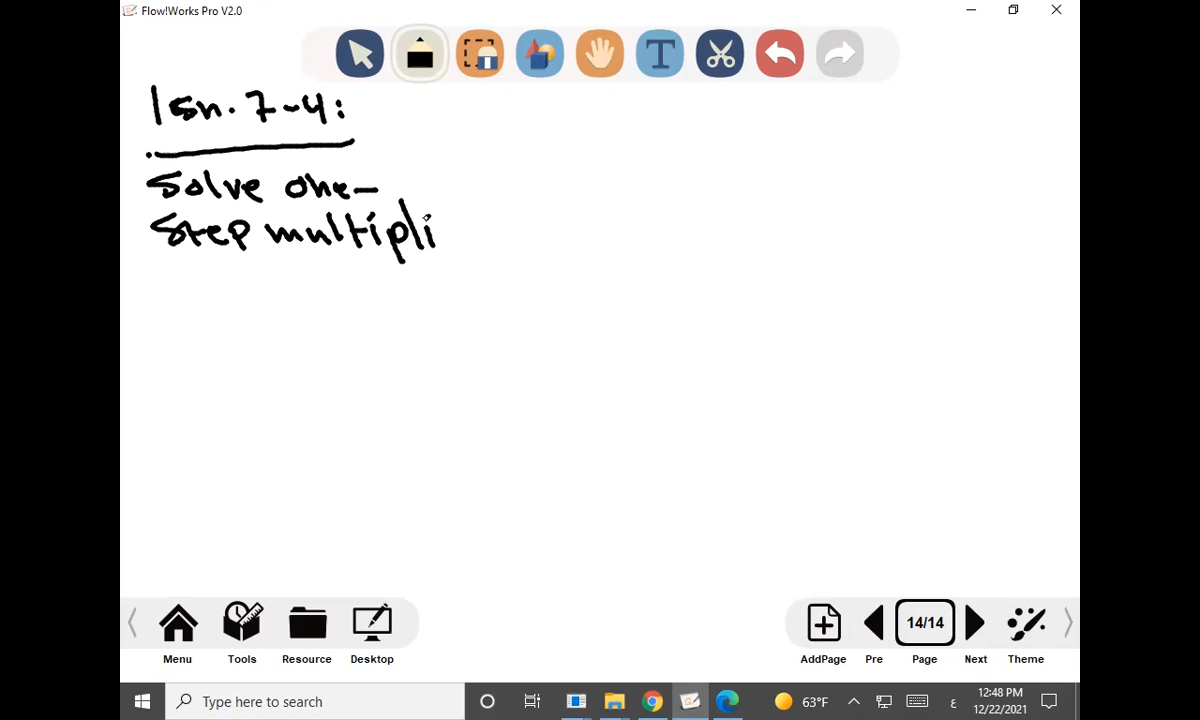 Flow!Works Pro V2.0
T
lsn. 7-4:
Solve one-
step multipli
14/14
Menu Tools Resource Desktop AddPage Pre Page Next Theme
Type here to search
63°F
ع
12:48 PM
12/22/2021